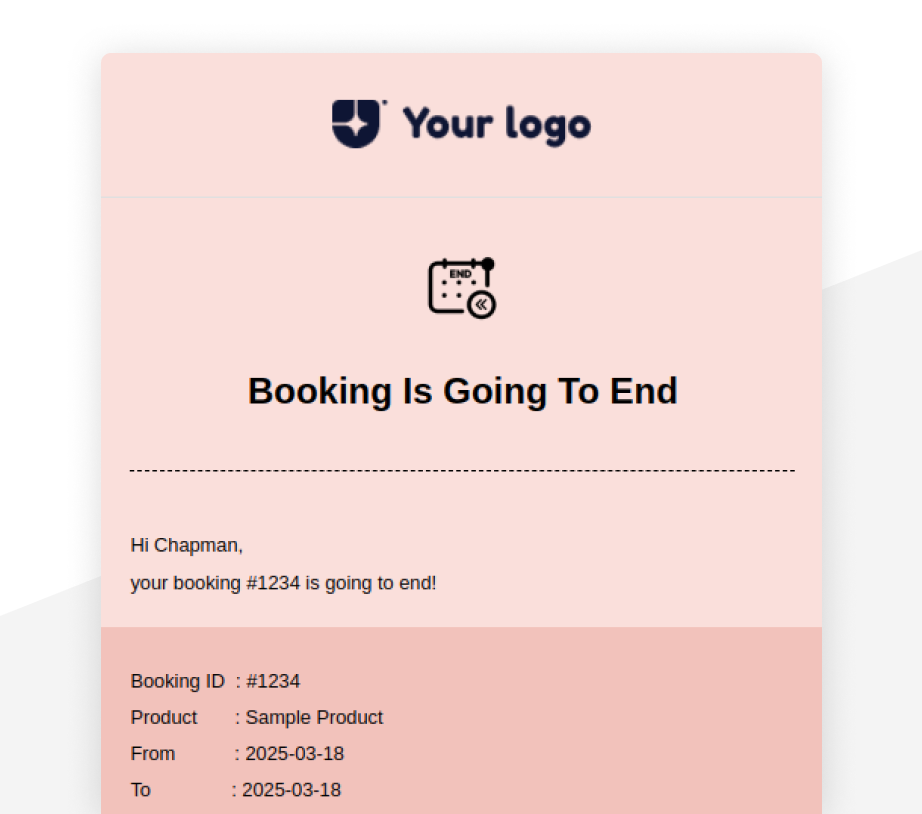 Your logo
END
Booking Is Going To End
Hi Chapman,
your booking #1234 is going to end!
Booking ID : #1234
Product : Sample Product
From : 2025-03-18
To : 2025-03-18